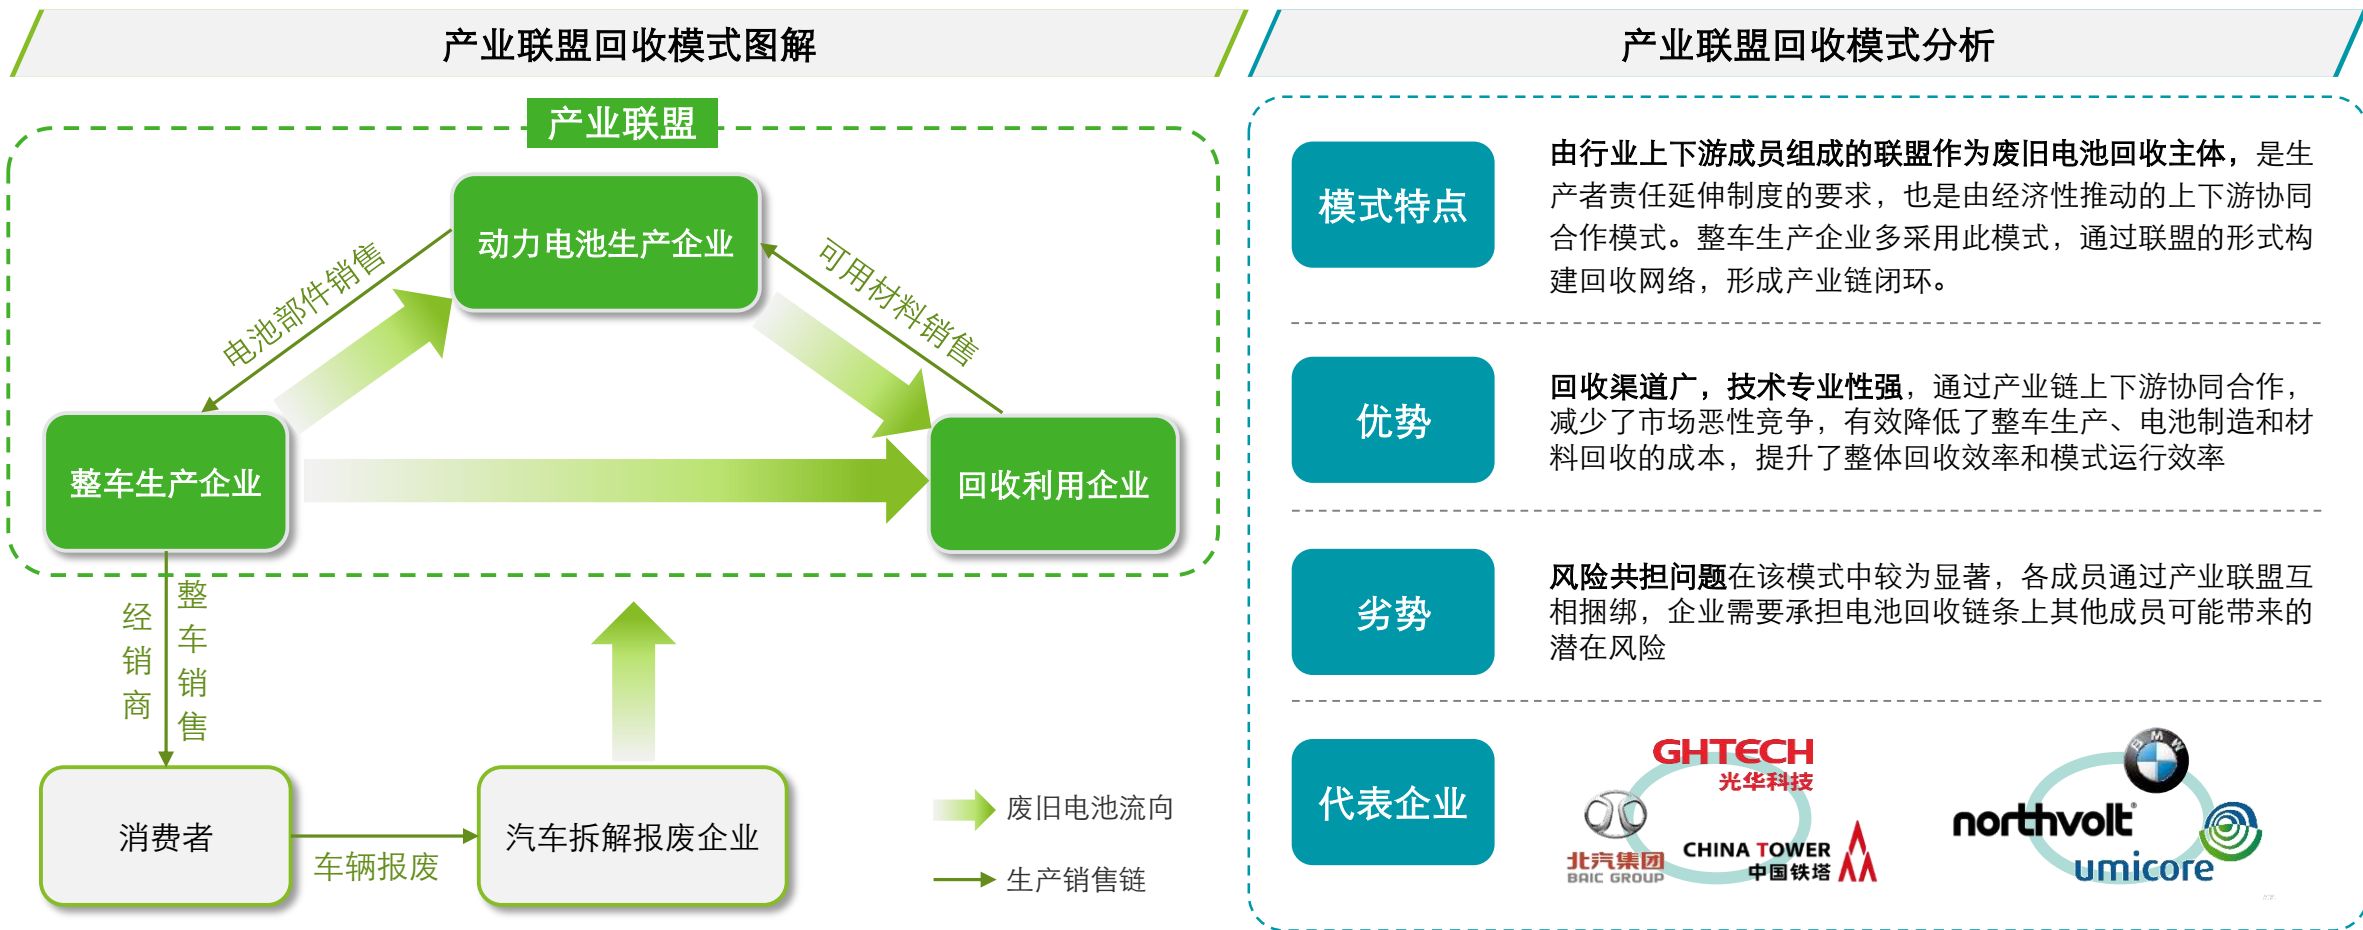 产业联盟回收模式图解
产业联盟
动力电池生产企业
电池部件销售
可用材料销售
整车生产企业
回收利用企业
经销商
整车销售
消费者
车辆报废
汽车拆解报废企业
废旧电池流向
生产销售链
产业联盟回收模式分析
模式特点
由行业上下游成员组成的联盟作为废旧电池回收主体，是生
产者责任延伸制度的要求，也是由经济性推动的上下游协同
合作模式。整车生产企业多采用此模式，通过联盟的形式构
建回收网络，形成产业链闭环。
优势
回收渠道广，技术专业性强，通过产业链上下游协同合作，
减少了市场恶性竞争，有效降低了整车生产、电池制造和材
料回收的成本，提升了整体回收效率和模式运行效率
劣势
风险共担问题在该模式中较为显著，各成员通过产业联盟互
相捆绑，企业需要承担电池回收链条上其他成员可能带来的
潜在风险
代表企业
GHTECH
光华科技
北汽集团
BAIC GROUP
CHINA TOWER
中国铁塔
BMW
northvolt®
umicore